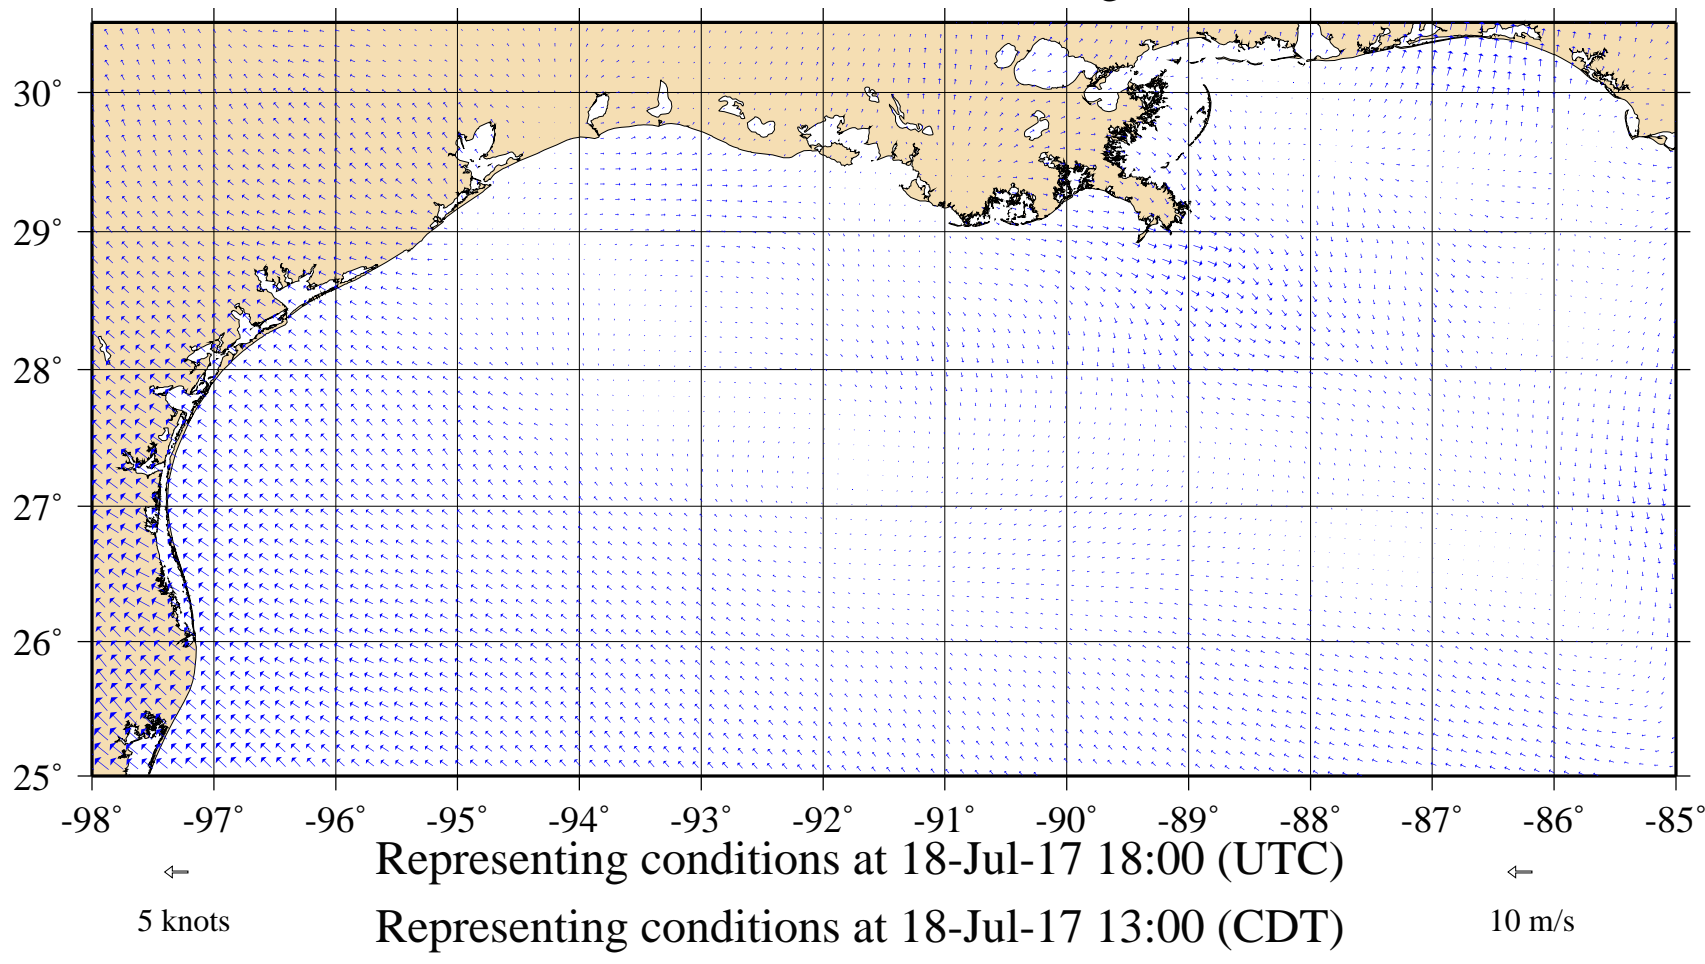 30°
29°
28°
27°
26°
25°
-98° -97° -96° -95° -94° -93° -92° -91° -90° -89° -88° -87° -86° -85°
Representing conditions at 18-Jul-17 18:00 (UTC)
5 knots
10 m/s
Representing conditions at 18-Jul-17 13:00 (CDT)